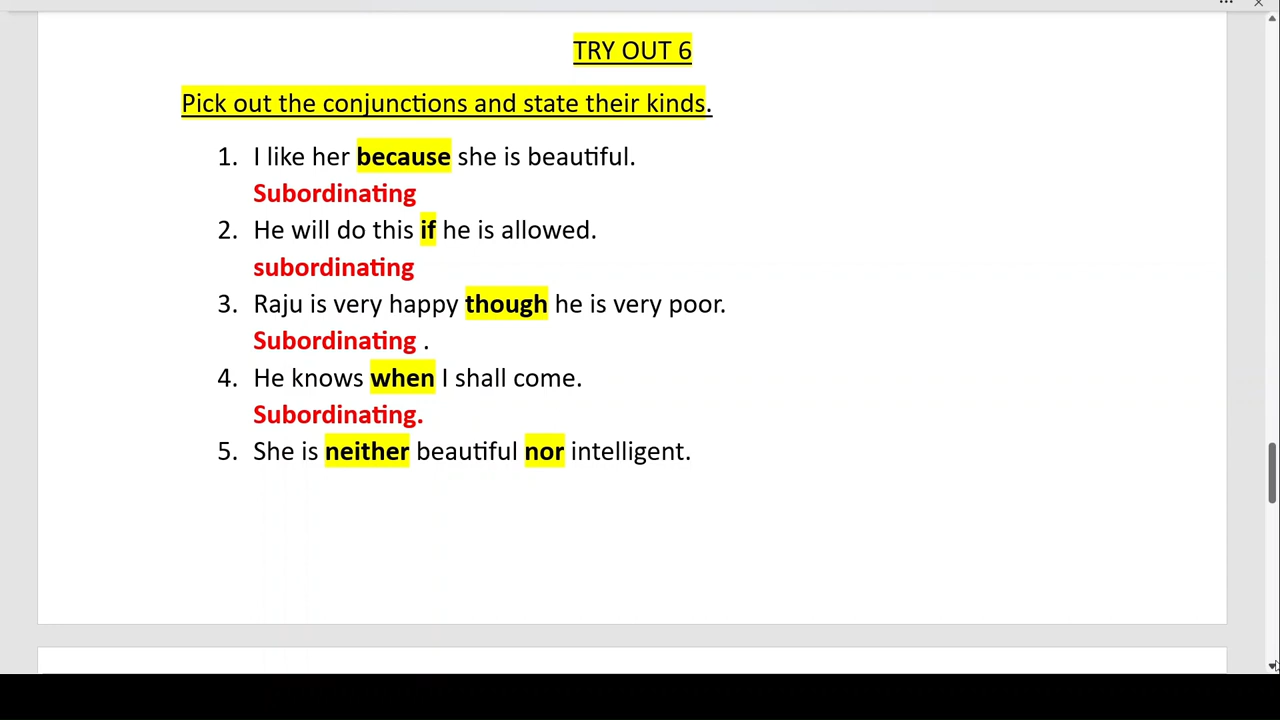 TRY OUT 6
Pick out the conjunctions and state their kinds.
1. I like her because she is beautiful.
Subordinating
2. He will do this if he is allowed.
subordinating
3. Raju is very happy though he is very poor.
Subordinating .
4. He knows when I shall come.
Subordinating.
5. She is neither beautiful nor intelligent.